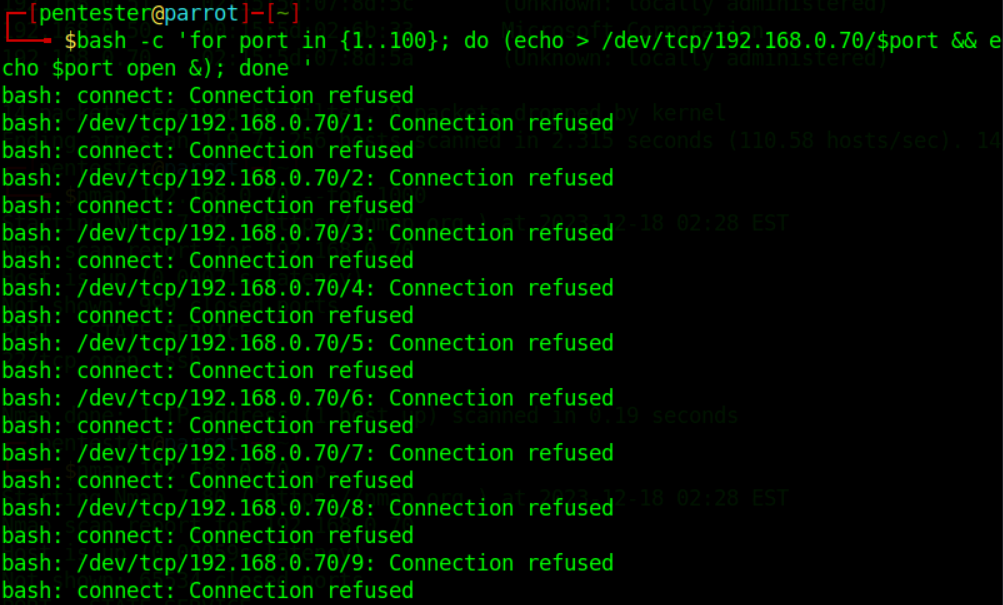 [pentester@parrot]-[~]
$bash -c 'for port in {1..100}; do (echo > /dev/tcp/192.168.0.70/$port && e
cho $port open &); done '
bash: connect: Connection refused
bash: /dev/tcp/192.168.0.70/1: Connection refused
bash: connect: Connection refused
bash: /dev/tcp/192.168.0.70/2: Connection refused
bash: connect: Connection refused
bash: /dev/tcp/192.168.0.70/3: Connection refused
bash: connect: Connection refused
bash: /dev/tcp/192.168.0.70/4: Connection refused
bash: connect: Connection refused
bash: /dev/tcp/192.168.0.70/5: Connection refused
bash: connect: Connection refused
bash: /dev/tcp/192.168.0.70/6: Connection refused
bash: connect: Connection refused
bash: /dev/tcp/192.168.0.70/7: Connection refused
bash: connect: Connection refused
bash: /dev/tcp/192.168.0.70/8: Connection refused
bash: connect: Connection refused
bash: /dev/tcp/192.168.0.70/9: Connection refused
bash: connect: Connection refused